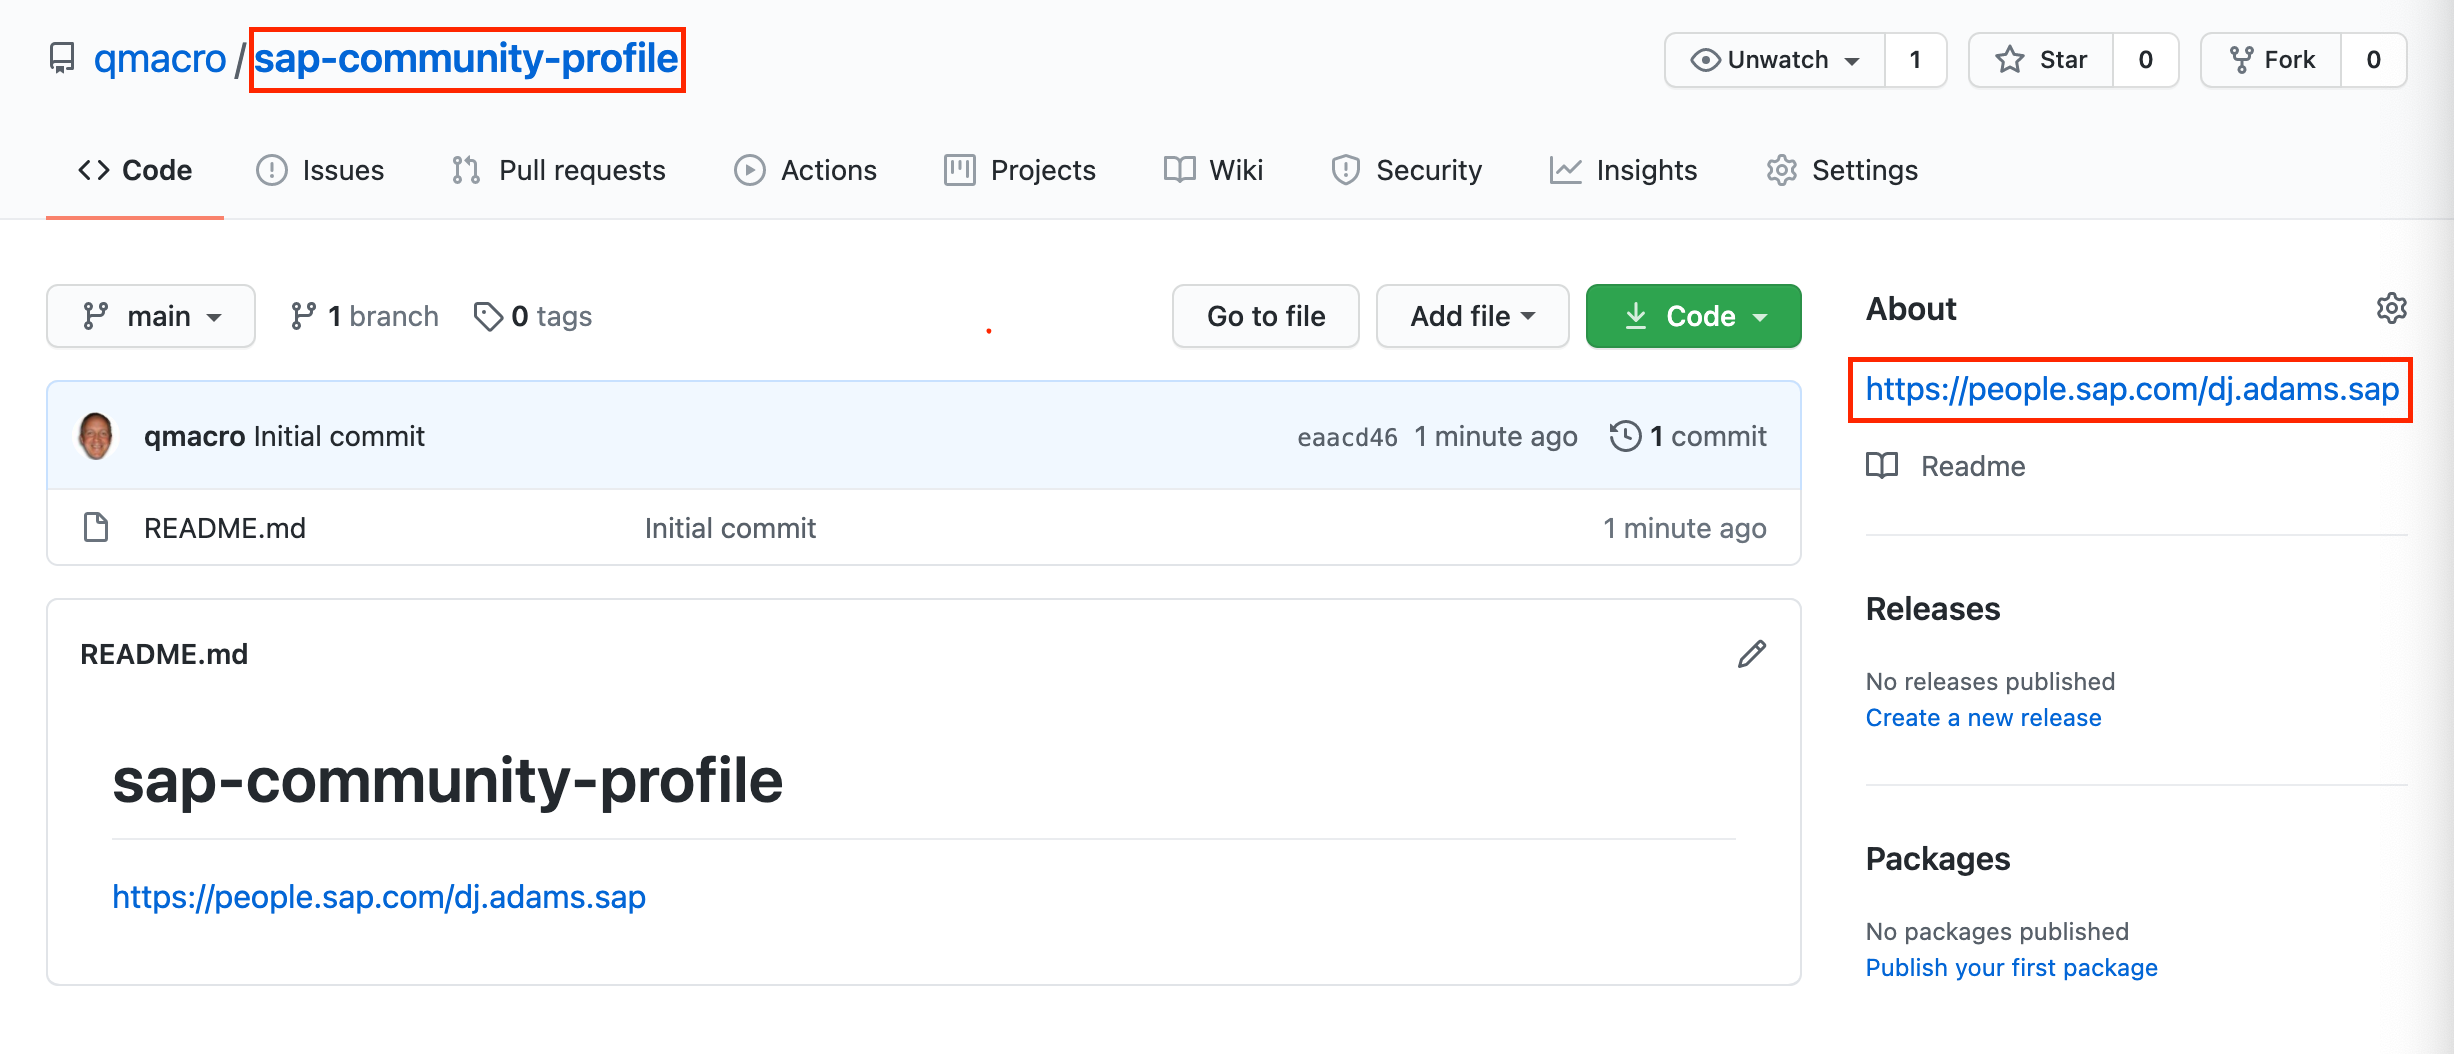 qmacro / sap-community-profile
Unwatch 1 Star 0 Fork 0
Code Issues Pull requests Actions Projects Wiki Security Insights Settings
main 1 branch 0 tags Go to file Add file Code
qmacro Initial commit eaacd46 1 minute ago 1 commit
README.md Initial commit 1 minute ago
README.md
sap-community-profile
https://people.sap.com/dj.adams.sap
About
https://people.sap.com/dj.adams.sap
Readme
Releases
No releases published
Create a new release
Packages
No packages published
Publish your first package